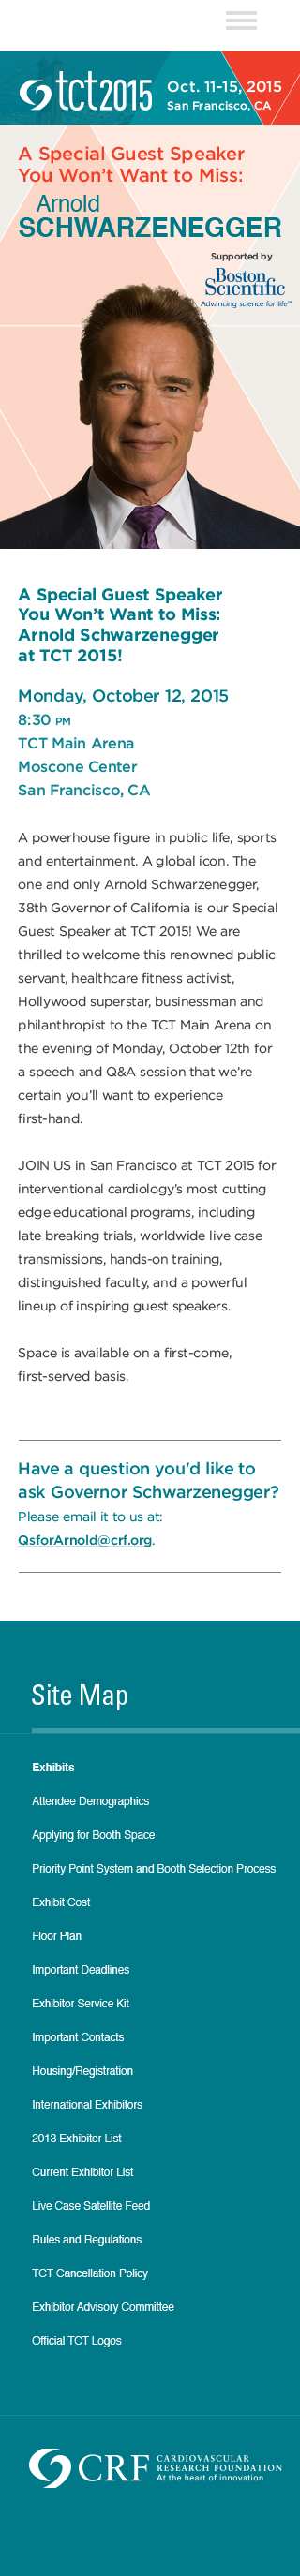 tct2015
Oct. 11-15, 2015
San Francisco, CA
A Special Guest Speaker
You Won't Want to Miss:
Arnold
SCHWARZENEGGER
Supported by
Boston
Scientific
Advancing science for life™
A Special Guest Speaker
You Won't Want to Miss:
Arnold Schwarzenegger
at TCT 2015!
Monday, October 12, 2015
8:30 PM
TCT Main Arena
Moscone Center
San Francisco, CA
A powerhouse figure in public life, sports
and entertainment. A global icon. The
one and only Arnold Schwarzenegger,
38th Governor of California is our Special
Guest Speaker at TCT 2015! We are
thrilled to welcome this renowned public
servant, healthcare fitness activist,
Hollywood superstar, businessman and
philanthropist to the TCT Main Arena on
the evening of Monday, October 12th for
a speech and Q&A session that we're
certain you'll want to experience
first-hand.
JOIN US in San Francisco at TCT 2015 for
interventional cardiology's most cutting
edge educational programs, including
late breaking trials, worldwide live case
transmissions, hands-on training,
distinguished faculty, and a powerful
lineup of inspiring guest speakers.
Space is available on a first-come,
first-served basis.
Have a question you'd like to
ask Governor Schwarzenegger?
Please email it to us at:
QsforArnold@crf.org.
Site Map
Exhibits
Attendee Demographics
Applying for Booth Space
Priority Point System and Booth Selection Process
Exhibit Cost
Floor Plan
Important Deadlines
Exhibitor Service Kit
Important Contacts
Housing/Registration
International Exhibitors
2013 Exhibitor List
Current Exhibitor List
Live Case Satellite Feed
Rules and Regulations
TCT Cancellation Policy
Exhibitor Advisory Committee
Official TCT Logos
CRF
CARDIOVASCULAR
RESEARCH FOUNDATION
At the heart of innovation